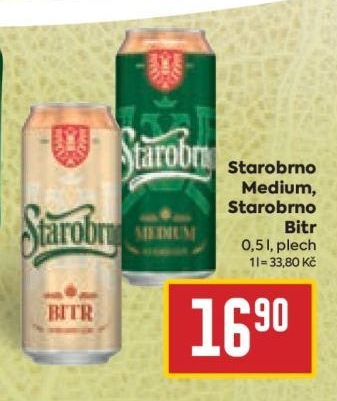 Starobrno
MEDIUM
Starobrno
BITR
Starobrno
Medium,
Starobrno
Bitr
0,5 l, plech
1 l = 33,80 Kč
1690